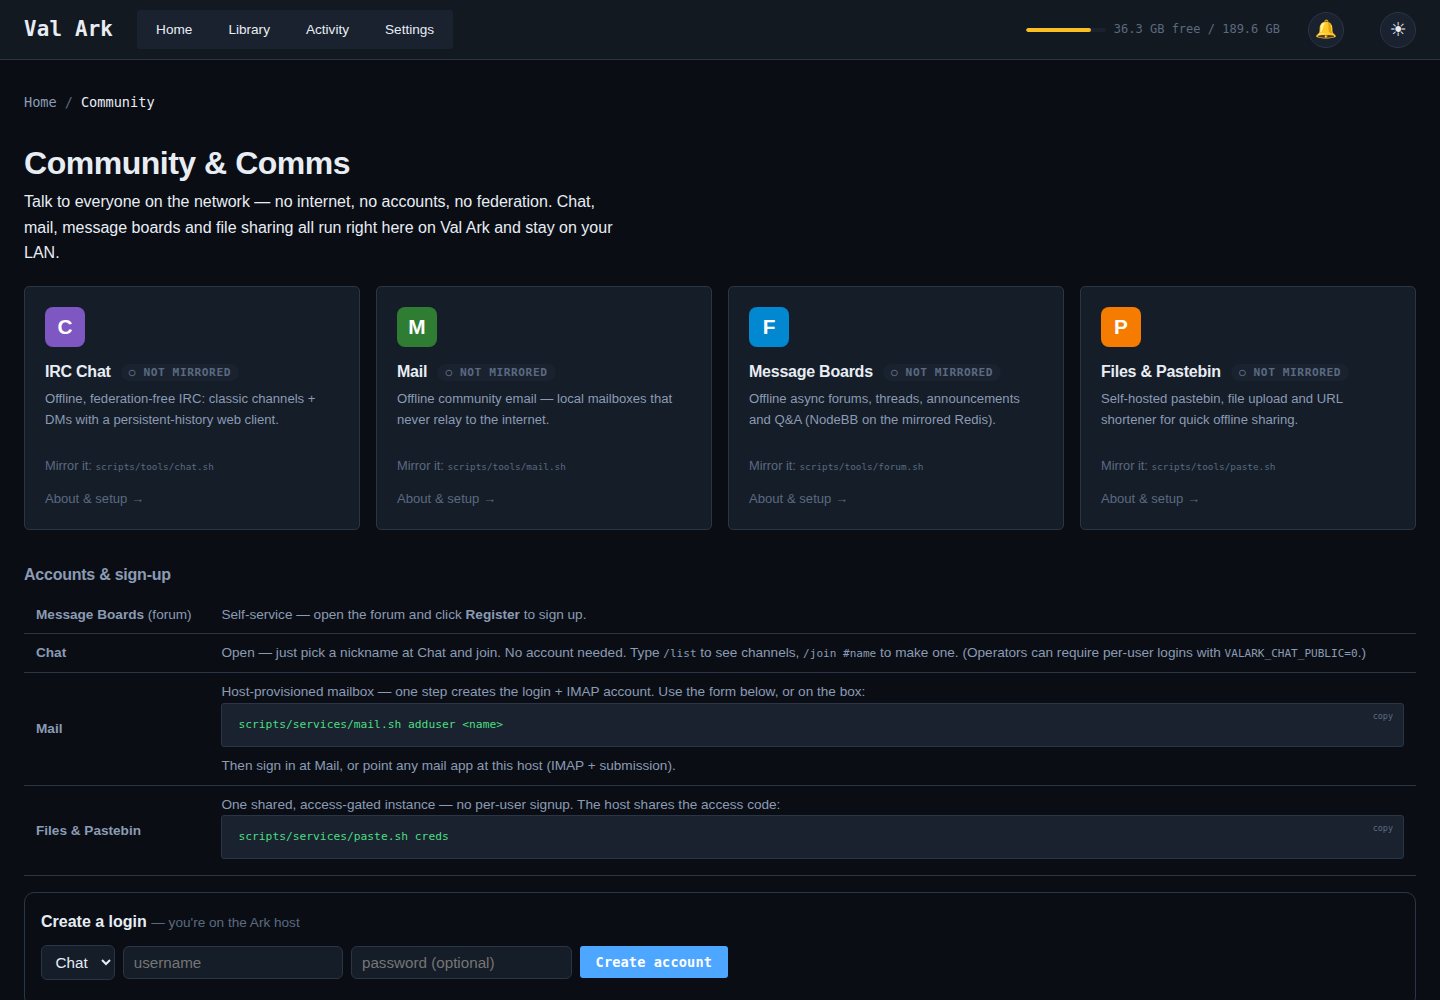 Val Ark Home Library Activity Settings 36.3 GB free / 189.6 GB
Home / Community
Community & Comms
Talk to everyone on the network — no internet, no accounts, no federation. Chat,
mail, message boards and file sharing all run right here on Val Ark and stay on your
LAN.
C
IRC Chat ○ NOT MIRRORED
Offline, federation-free IRC: classic channels +
DMs with a persistent-history web client.
Mirror it: scripts/tools/chat.sh
About & setup →
M
Mail ○ NOT MIRRORED
Offline community email — local mailboxes that
never relay to the internet.
Mirror it: scripts/tools/mail.sh
About & setup →
F
Message Boards ○ NOT MIRRORED
Offline async forums, threads, announcements
and Q&A (NodeBB on the mirrored Redis).
Mirror it: scripts/tools/forum.sh
About & setup →
P
Files & Pastebin ○ NOT MIRRORED
Self-hosted pastebin, file upload and URL
shortener for quick offline sharing.
Mirror it: scripts/tools/paste.sh
About & setup →
Accounts & sign-up
Message Boards (forum) Self-service — open the forum and click Register to sign up.
Chat Open — just pick a nickname at Chat and join. No account needed. Type /list to see channels, /join #name to make one. (Operators can require per-user logins with VALARK_CHAT_PUBLIC=0.)
Mail
Host-provisioned mailbox — one step creates the login + IMAP account. Use the form below, or on the box:
scripts/services/mail.sh adduser <name> copy
Then sign in at Mail, or point any mail app at this host (IMAP + submission).
Files & Pastebin
One shared, access-gated instance — no per-user signup. The host shares the access code:
scripts/services/paste.sh creds copy
Create a login — you're on the Ark host
Chat username password (optional) Create account